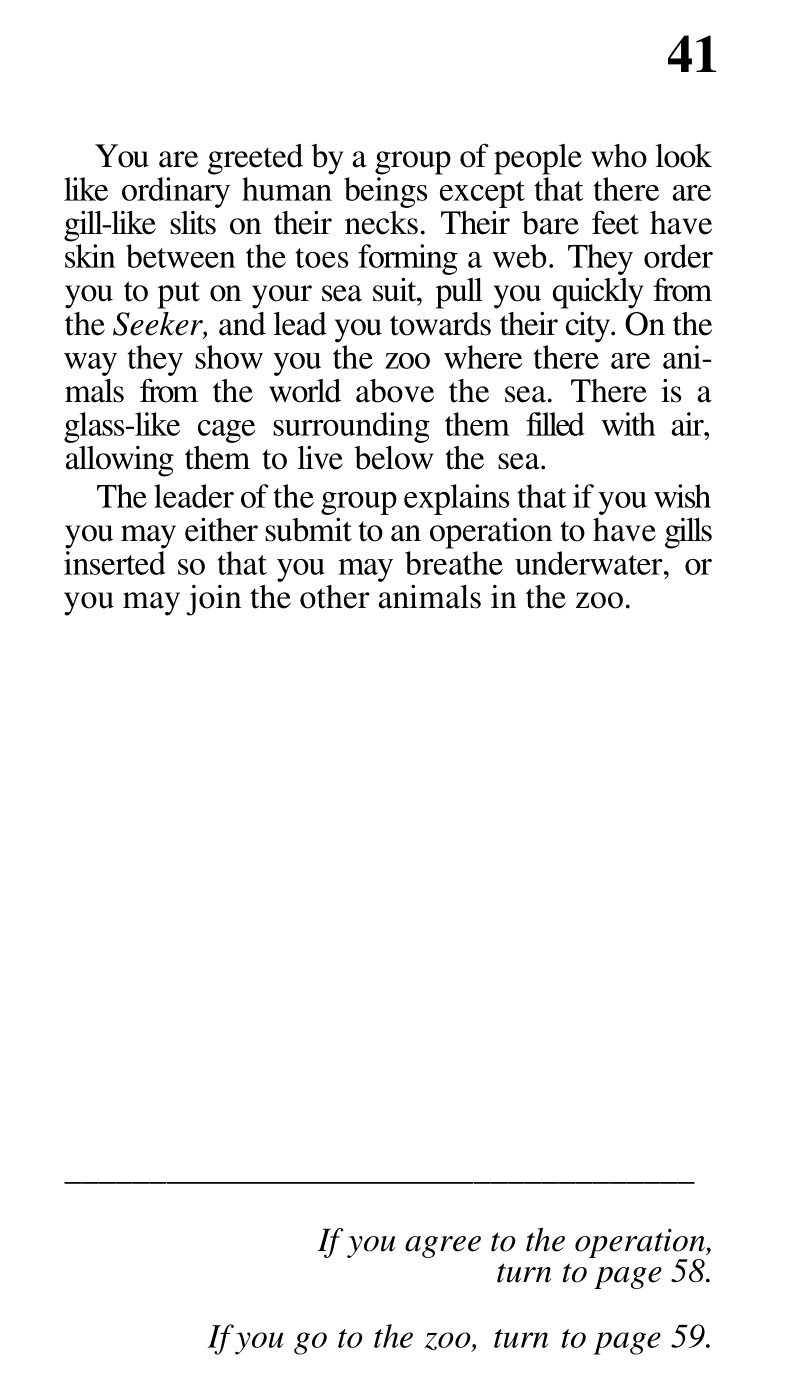 41
You are greeted by a group of people who look
like ordinary human beings except that there are
gill-like slits on their necks. Their bare feet have
skin between the toes forming a web. They order
you to put on your sea suit, pull you quickly from
the Seeker, and lead you towards their city. On the
way they show you the zoo where there are ani-
mals from the world above the sea. There is a
glass-like cage surrounding them filled with air,
allowing them to live below the sea.
The leader of the group explains that if you wish
you may either submit to an operation to have gills
inserted so that you may breathe underwater, or
you may join the other animals in the zoo.
If you agree to the operation,
turn to page 58.
If you go to the zoo, turn to page 59.